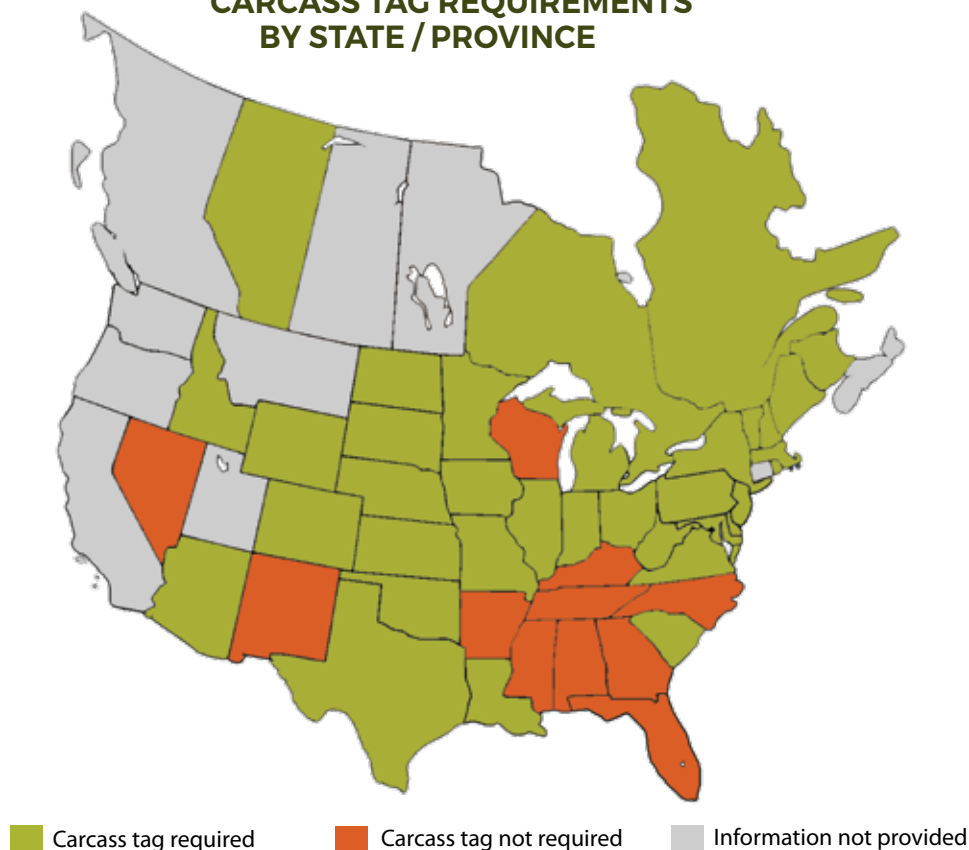 CARCASS TAG REQUIREMENTS
BY STATE / PROVINCE
Carcass tag required
Carcass tag not required
Information not provided